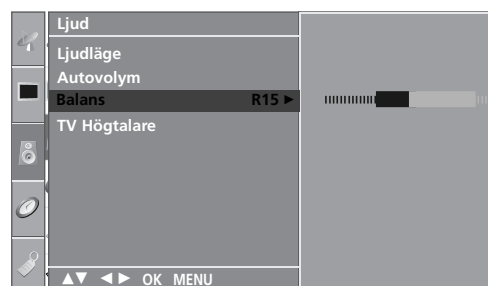 Ljud
Ljudläge
Autovolym
Balans R15 ►
TV Högtalare
▲▼ ◄► OK MENU